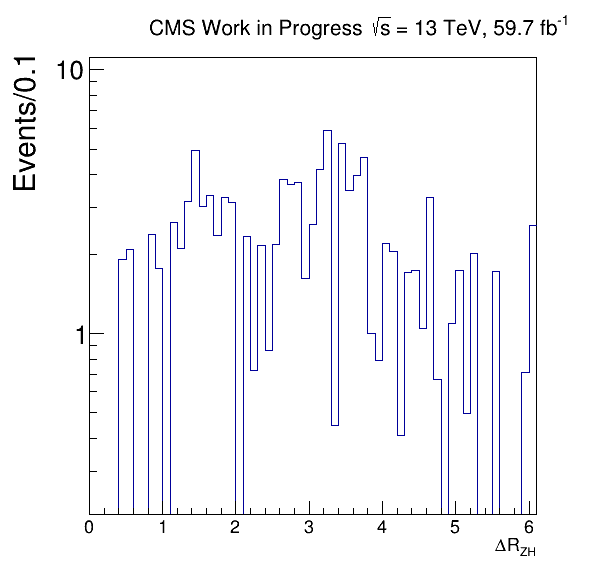 CMS Work in Progress √s = 13 TeV, 59.7 fb⁻¹
Events/0.1
10
1
0 1 2 3 4 5 6
ΔR_ZH